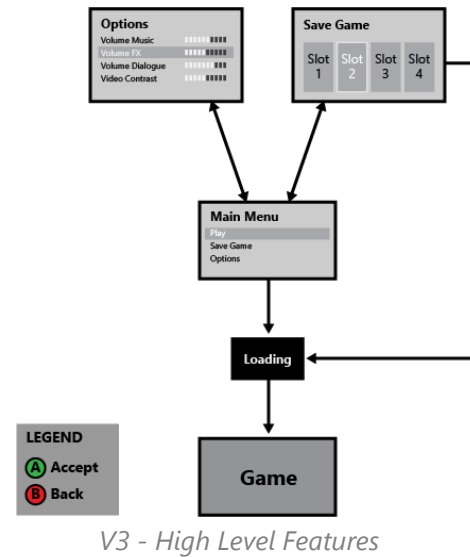 Options
Volume Music
Volume FX
Volume Dialogue
Video Contrast
Save Game
Slot 1
Slot 2
Slot 3
Slot 4
Main Menu
Play
Save Game
Options
Loading
Game
LEGEND
A Accept
B Back
V3 - High Level Features